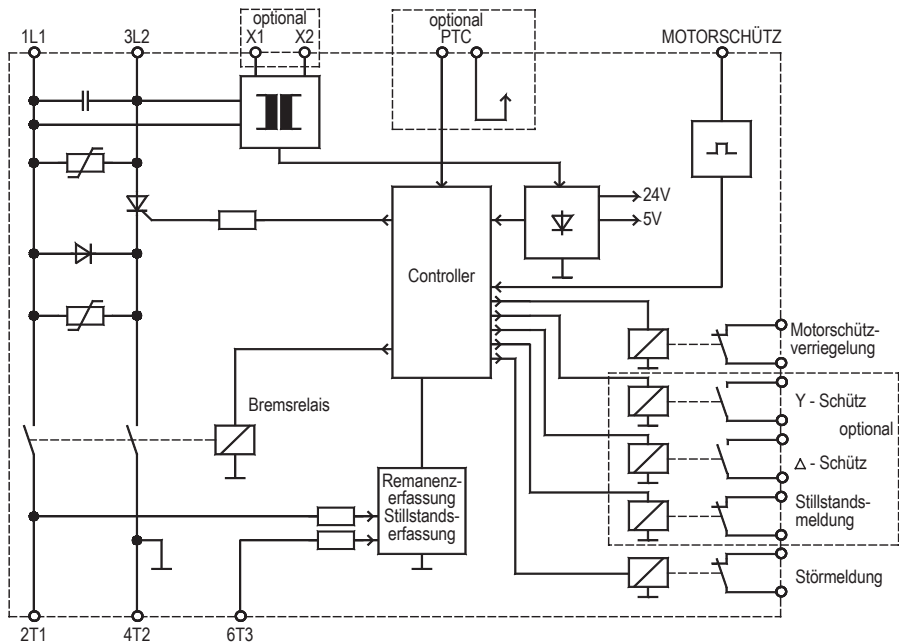 optional
optional
1L1
3L2
X1
X2
PTC
MOTORSCHÜTZ
24V
5V
Controller
Motorschütz-
verriegelung
Bremsrelais
Y - Schütz
optional
Δ - Schütz
Remanenz-
erfassung
Stillstands-
erfassung
Stillstands-
meldung
Störmeldung
2T1
4T2
6T3